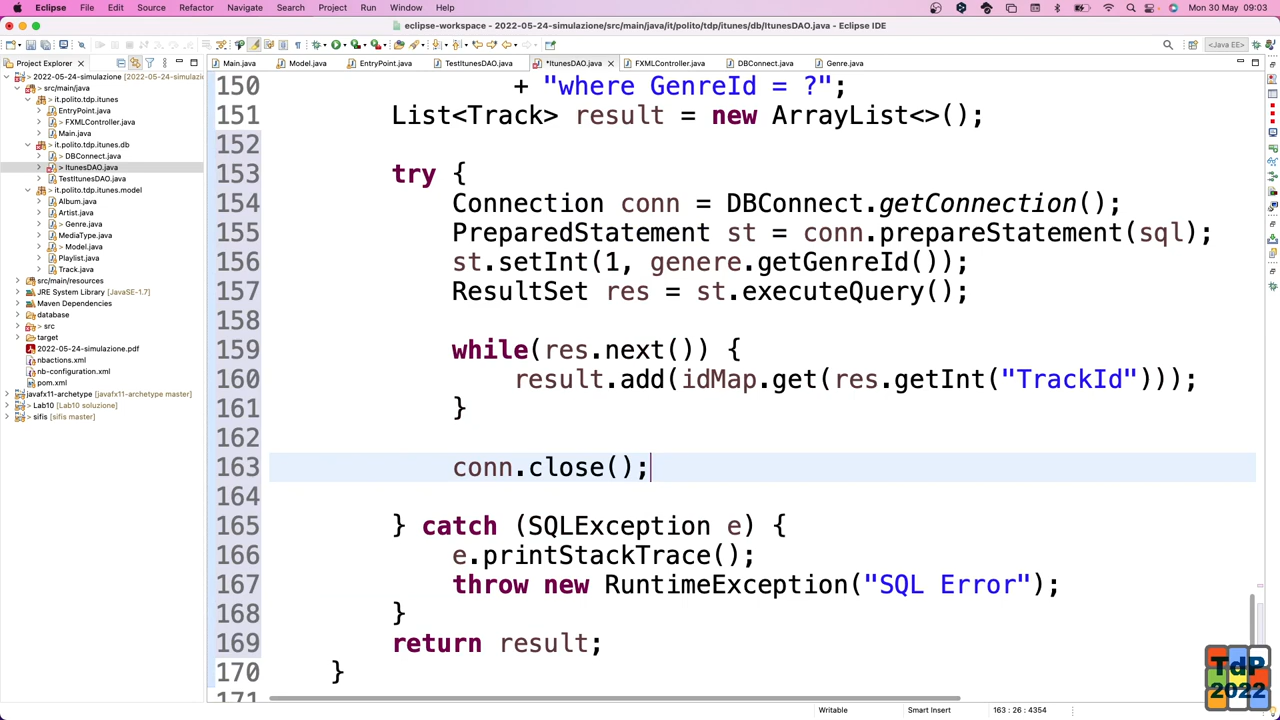 Eclipse File Edit Source Refactor Navigate Search Project Run Window Help Mon 30 May 09:03
eclipse-workspace - 2022-05-24-simulazione/src/main/java/it/polito/tdp/itunes/db/ItunesDAO.java - Eclipse IDE
<Java EE>
Project Explorer
Main.java Model.java EntryPoint.java TestItunesDAO.java *ItunesDAO.java FXMLController.java DBConnect.java Genre.java
> 2022-05-24-simulazione [2022-05-24-simulaz
> src/main/java
> it.polito.tdp.itunes
EntryPoint.java
> FXMLController.java
Main.java
> it.polito.tdp.itunes.db
DBConnect.java
> ItunesDAO.java
TestItunesDAO.java
> it.polito.tdp.itunes.model
Album.java
Artist.java
> Genre.java
MediaType.java
> Model.java
Playlist.java
> Track.java
src/main/resources
JRE System Library [JavaSE-1.7]
Maven Dependencies
database
> src
target
2022-05-24-simulazione.pdf
nbactions.xml
nb-configuration.xml
pom.xml
javafx11-archetype [javafx11-archetype master]
> Lab10 [Lab10 soluzione]
> sifis [sifis master]
150 + "where GenreId = ?";
151 List<Track> result = new ArrayList<>();
152
153 try {
154 Connection conn = DBConnect.getConnection();
155 PreparedStatement st = conn.prepareStatement(sql);
156 st.setInt(1, genere.getGenreId());
157 ResultSet res = st.executeQuery();
158
159 while(res.next()) {
160 result.add(idMap.get(res.getInt("TrackId")));
161 }
162
163 conn.close();
164
165 } catch (SQLException e) {
166 e.printStackTrace();
167 throw new RuntimeException("SQL Error");
168 }
169 return result;
170 }
171
Writable Smart Insert 163 : 26 : 4354
TdP
2022